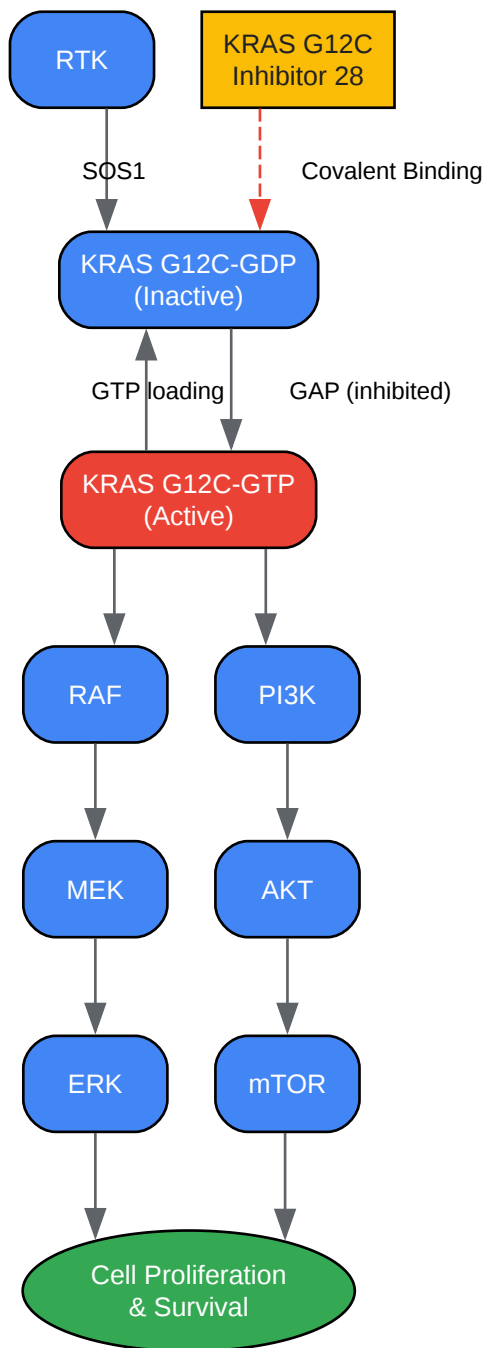 RTK
KRAS G12C
Inhibitor 28
SOS1
Covalent Binding
KRAS G12C-GDP
(Inactive)
GTP loading
GAP (inhibited)
KRAS G12C-GTP
(Active)
RAF
PI3K
MEK
AKT
ERK
mTOR
Cell Proliferation
& Survival